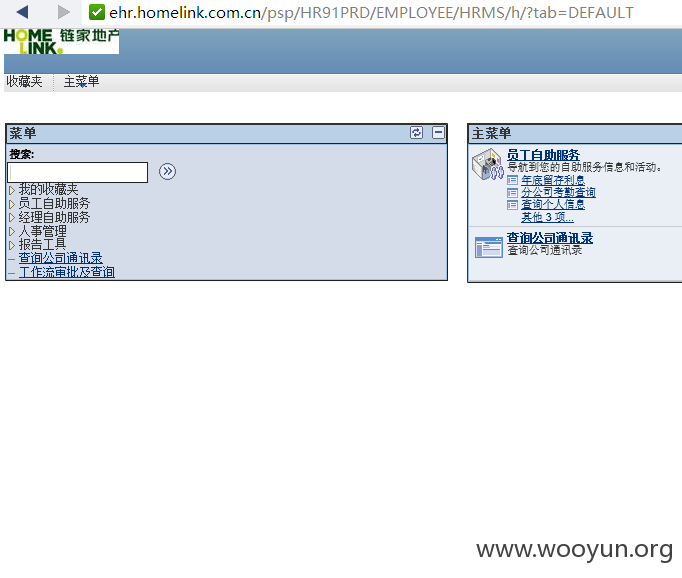 ehr.homelink.com.cn/psp/HR91PRD/EMPLOYEE/HRMS/h/?tab=DEFAULT
HOME LINK. 链家地产
收藏夹 主菜单
菜单
搜索:
我的收藏夹
员工自助服务
经理自助服务
人事管理
报告工具
查询公司通讯录
工作流审批及查询
主菜单
员工自助服务
导航到您的自助服务信息和活动。
年底留存利息
分公司考勤查询
查询个人信息
其他 3 项...
查询公司通讯录
查询公司通讯录
www.wooyun.org